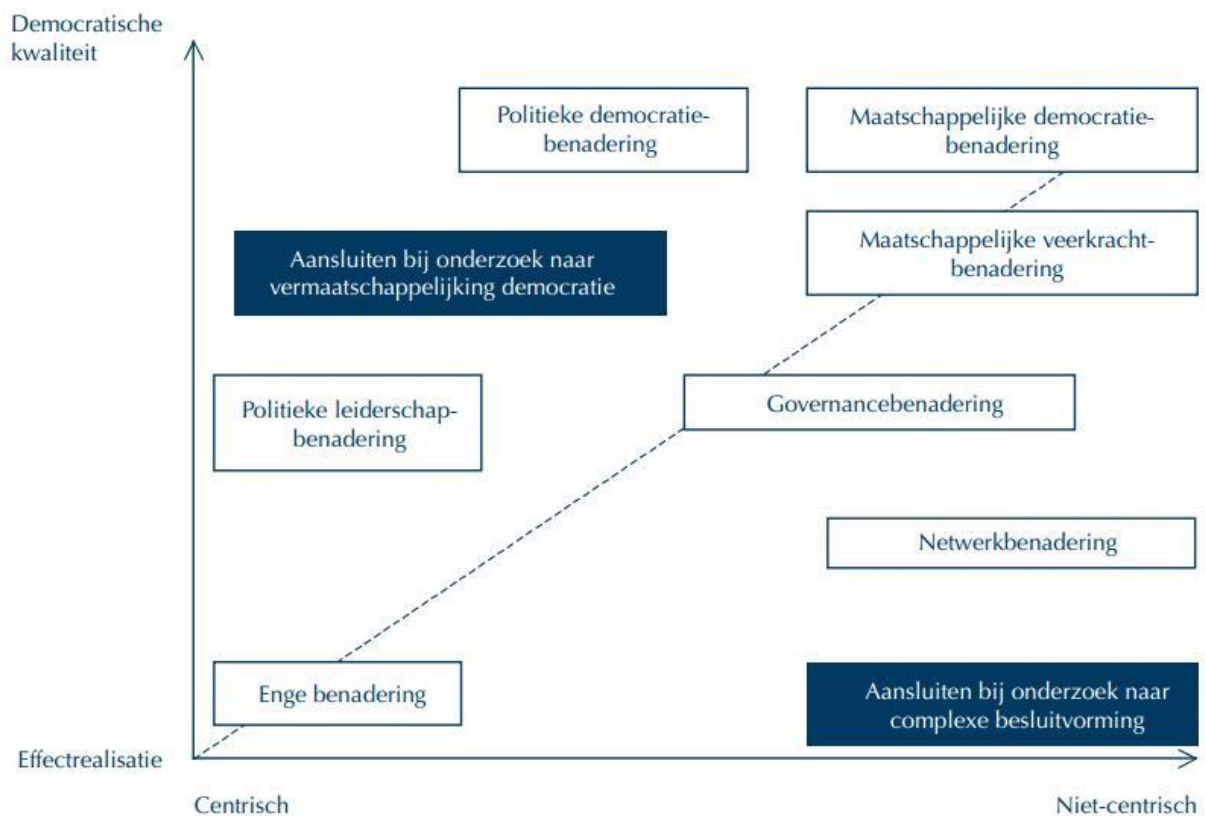 Democratische
kwaliteit
Politieke democratie-
benadering
Maatschappelijke democratie-
benadering
Maatschappelijke veerkracht-
benadering
Aansluiten bij onderzoek naar
vermaatschappelijking democratie
Politieke leiderschap-
benadering
Governancebenadering
Netwerkbenadering
Enge benadering
Aansluiten bij onderzoek naar
complexe besluitvorming
Effectrealisatie
Centrisch
Niet-centrisch